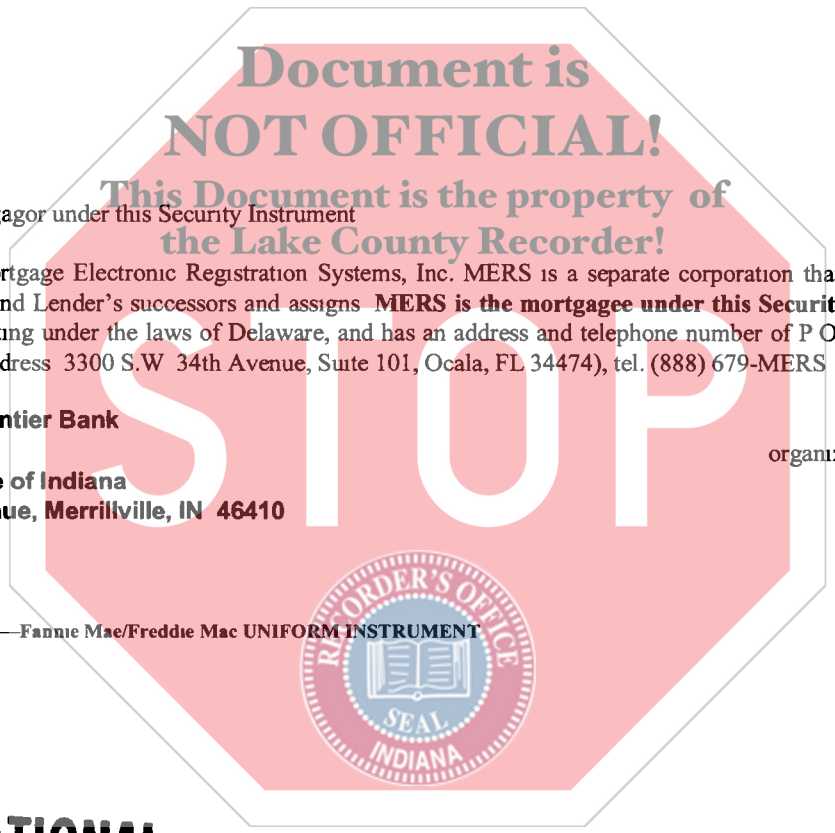 Document is
NOT OFFICIAL!
This Document is the property of
gagor under this Security Instrument
the Lake County Recorder!
rtgage Electronic Registration Systems, Inc. MERS is a separate corporation tha
nd Lender's successors and assigns MERS is the mortgagee under this Securit
ting under the laws of Delaware, and has an address and telephone number of P O
dress 3300 S.W 34th Avenue, Suite 101, Ocala, FL 34474), tel. (888) 679-MERS
ntier Bank
organiz
e of Indiana
ue, Merrillville, IN 46410
STOP
—Fannie Mae/Freddie Mac UNIFORM INSTRUMENT
RECORDER'S OFFICE
SEAL
INDIANA
ATIONAL